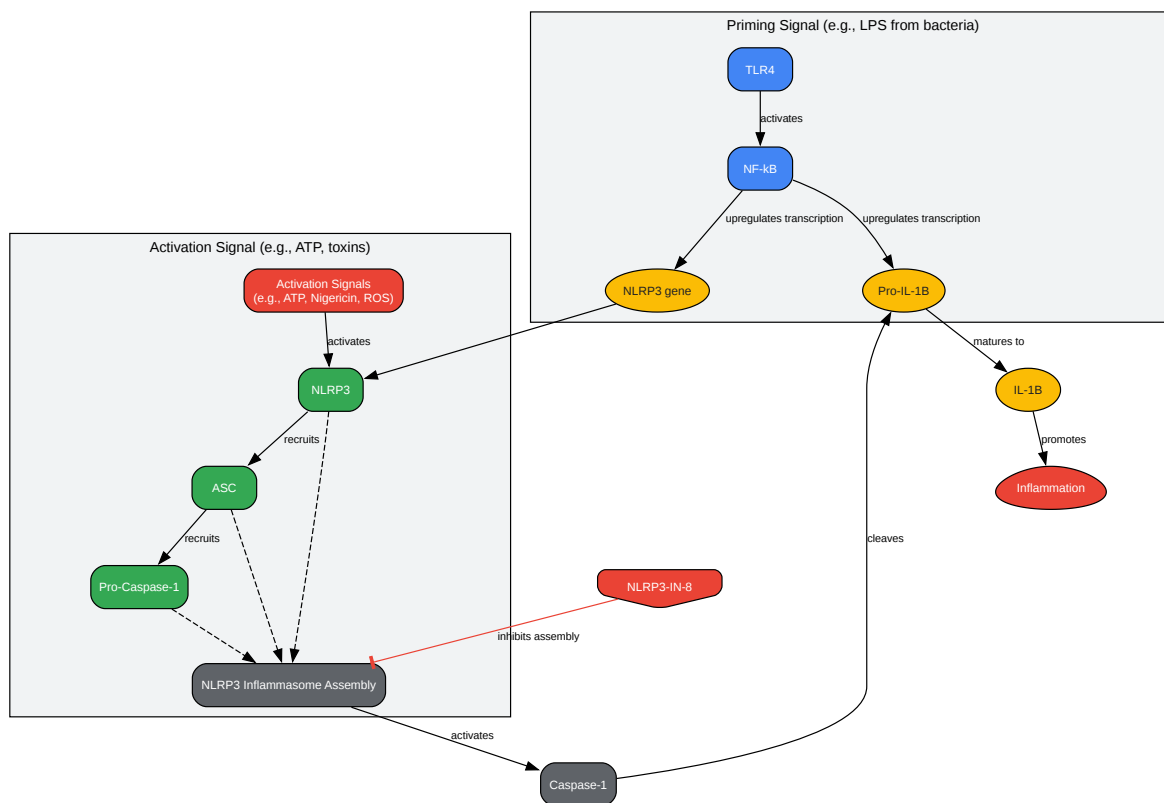 Priming Signal (e.g., LPS from bacteria)
TLR4
activates
NF-kB
upregulates transcription
upregulates transcription
NLRP3 gene
Pro-IL-1B
Activation Signal (e.g., ATP, toxins)
Activation Signals
(e.g., ATP, Nigericin, ROS)
activates
NLRP3
matures to
IL-1B
recruits
promotes
ASC
Inflammation
recruits
cleaves
Pro-Caspase-1
NLRP3-IN-8
inhibits assembly
NLRP3 Inflammasome Assembly
activates
Caspase-1